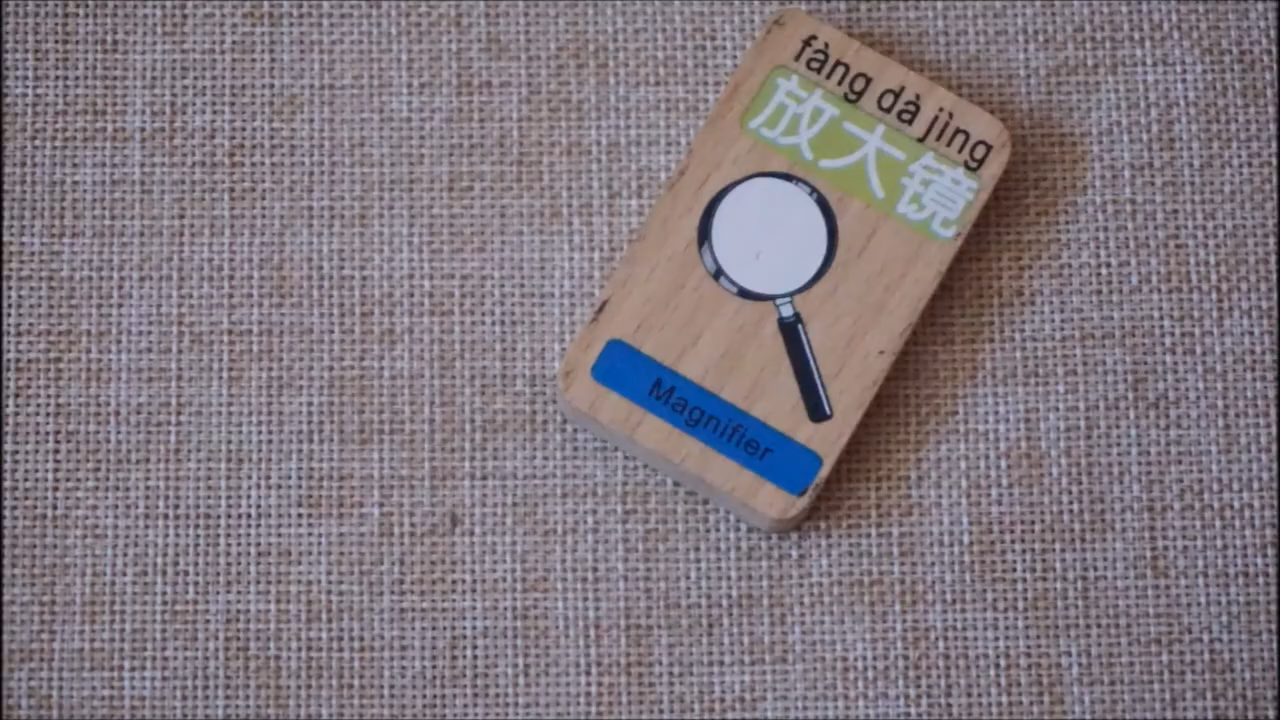 fàng dà jìng
放大镜
Magnifier